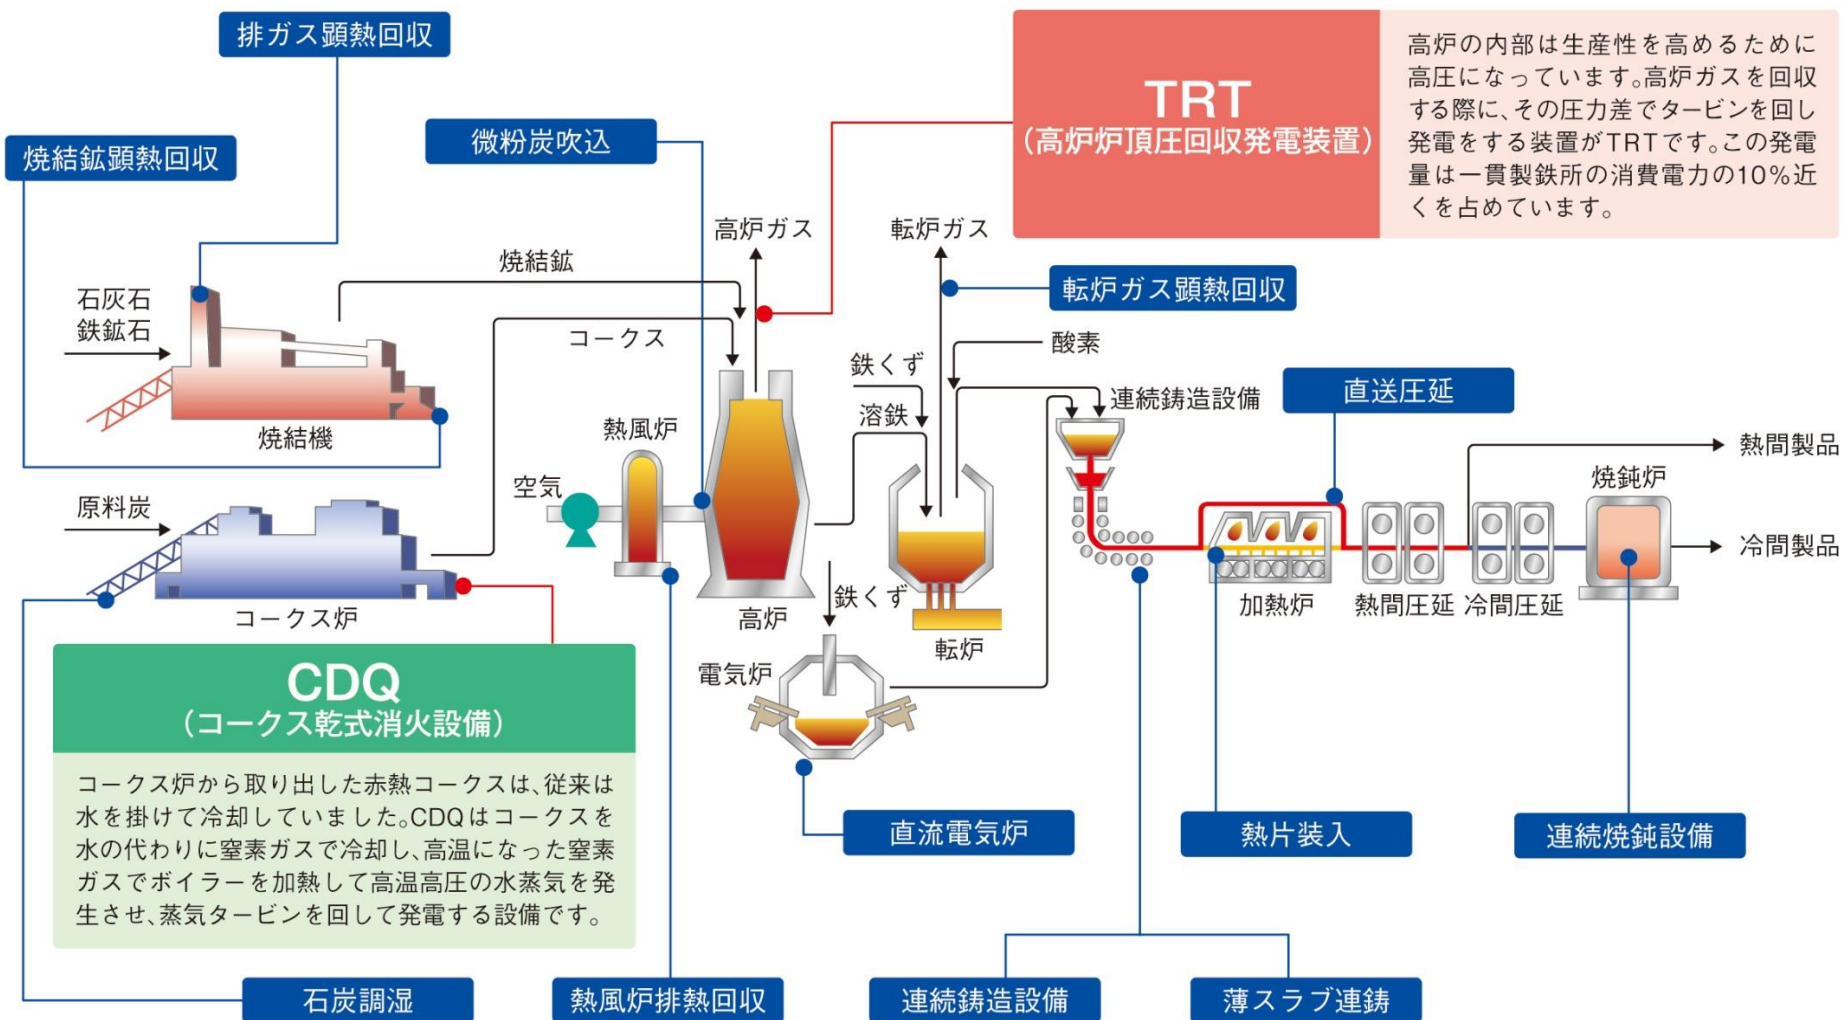 排ガス顕熱回収
焼結鉱顕熱回収
微粉炭吹込
TRT
（高炉炉頂圧回収発電装置）
高炉の内部は生産性を高めるために
高圧になっています。高炉ガスを回収
する際に、その圧力差でタービンを回し
発電をする装置がTRTです。この発電
量は一貫製鉄所の消費電力の10％近
くを占めています。
高炉ガス
転炉ガス
焼結鉱
転炉ガス顕熱回収
石灰石
鉄鉱石
コークス
酸素
鉄くず
直送圧延
連続鋳造設備
溶鉄
焼結機
熱風炉
熱間製品
焼鈍炉
空気
原料炭
冷間製品
コークス炉
高炉
鉄くず
転炉
加熱炉
熱間圧延
冷間圧延
電気炉
CDQ
（コークス乾式消火設備）
コークス炉から取り出した赤熱コークスは、従来は
水を掛けて冷却していました。CDQはコークスを
水の代わりに窒素ガスで冷却し、高温になった窒素
ガスでボイラーを加熱して高温高圧の水蒸気を発
生させ、蒸気タービンを回して発電する設備です。
直流電気炉
熱片装入
連続焼鈍設備
石炭調湿
熱風炉排熱回収
連続鋳造設備
薄スラブ連鋳